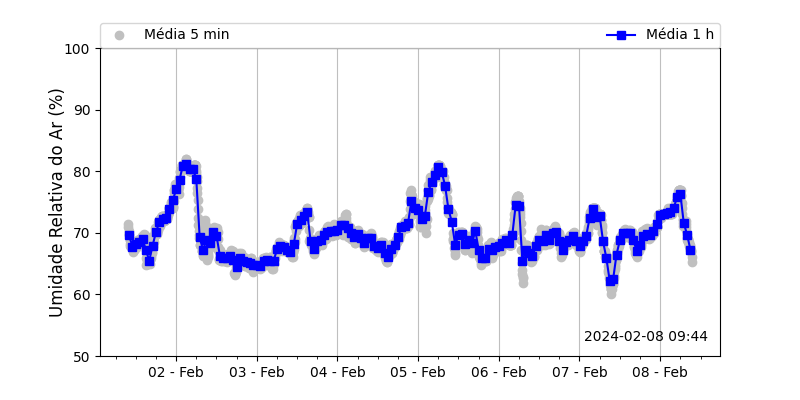 Média 5 min
Média 1 h
Umidade Relativa do Ar (%)
100
90
80
70
60
50
2024-02-08 09:44
02 - Feb
03 - Feb
04 - Feb
05 - Feb
06 - Feb
07 - Feb
08 - Feb